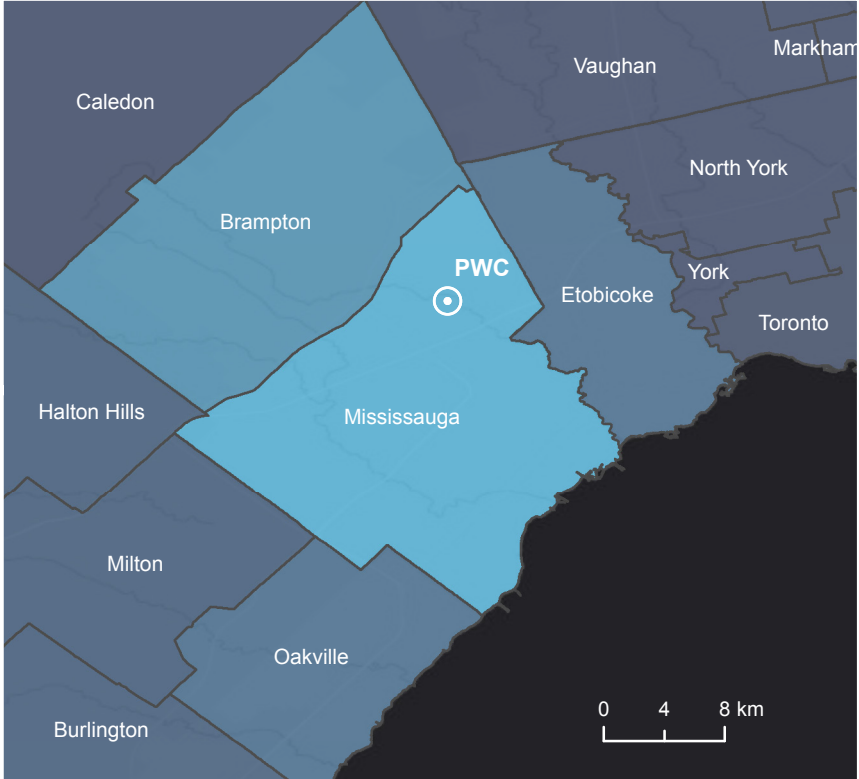 Markham
Vaughan
Caledon
North York
Brampton
PWC
York
Etobicoke
Toronto
Halton Hills
Mississauga
Milton
Oakville
0 4 8 km
Burlington